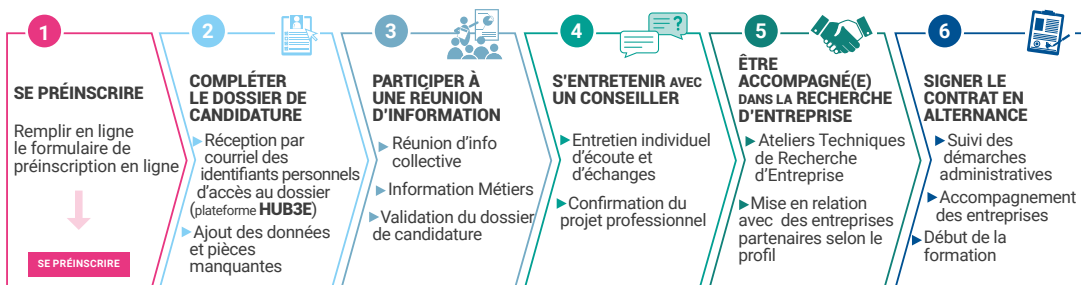 1
SE PRÉINSCRIRE
Remplir en ligne
le formulaire de
préinscription en ligne
SE PRÉINSCRIRE
2
COMPLÉTER
LE DOSSIER DE
CANDIDATURE
Réception par
courriel des
identifiants personnels
d'accès au dossier
(plateforme HUB3E)
Ajout des données
et pièces
manquantes
3
PARTICIPER À
UNE RÉUNION
D'INFORMATION
Réunion d'info
collective
Information Métiers
Validation du dossier
de candidature
4
?
S'ENTRETENIR AVEC
UN CONSEILLER
Entretien individuel
d'écoute et
d'échanges
Confirmation du
projet professionnel
5
ÊTRE
ACCOMPAGNÉ(E)
DANS LA RECHERCHE
D'ENTREPRISE
Ateliers Techniques
de Recherche
d'Entreprise
Mise en relation
avec des entreprises
partenaires selon le
profil
6
SIGNER LE
CONTRAT EN
ALTERNANCE
Suivi des
démarches
administratives
Accompagnement
des entreprises
Début de la
formation